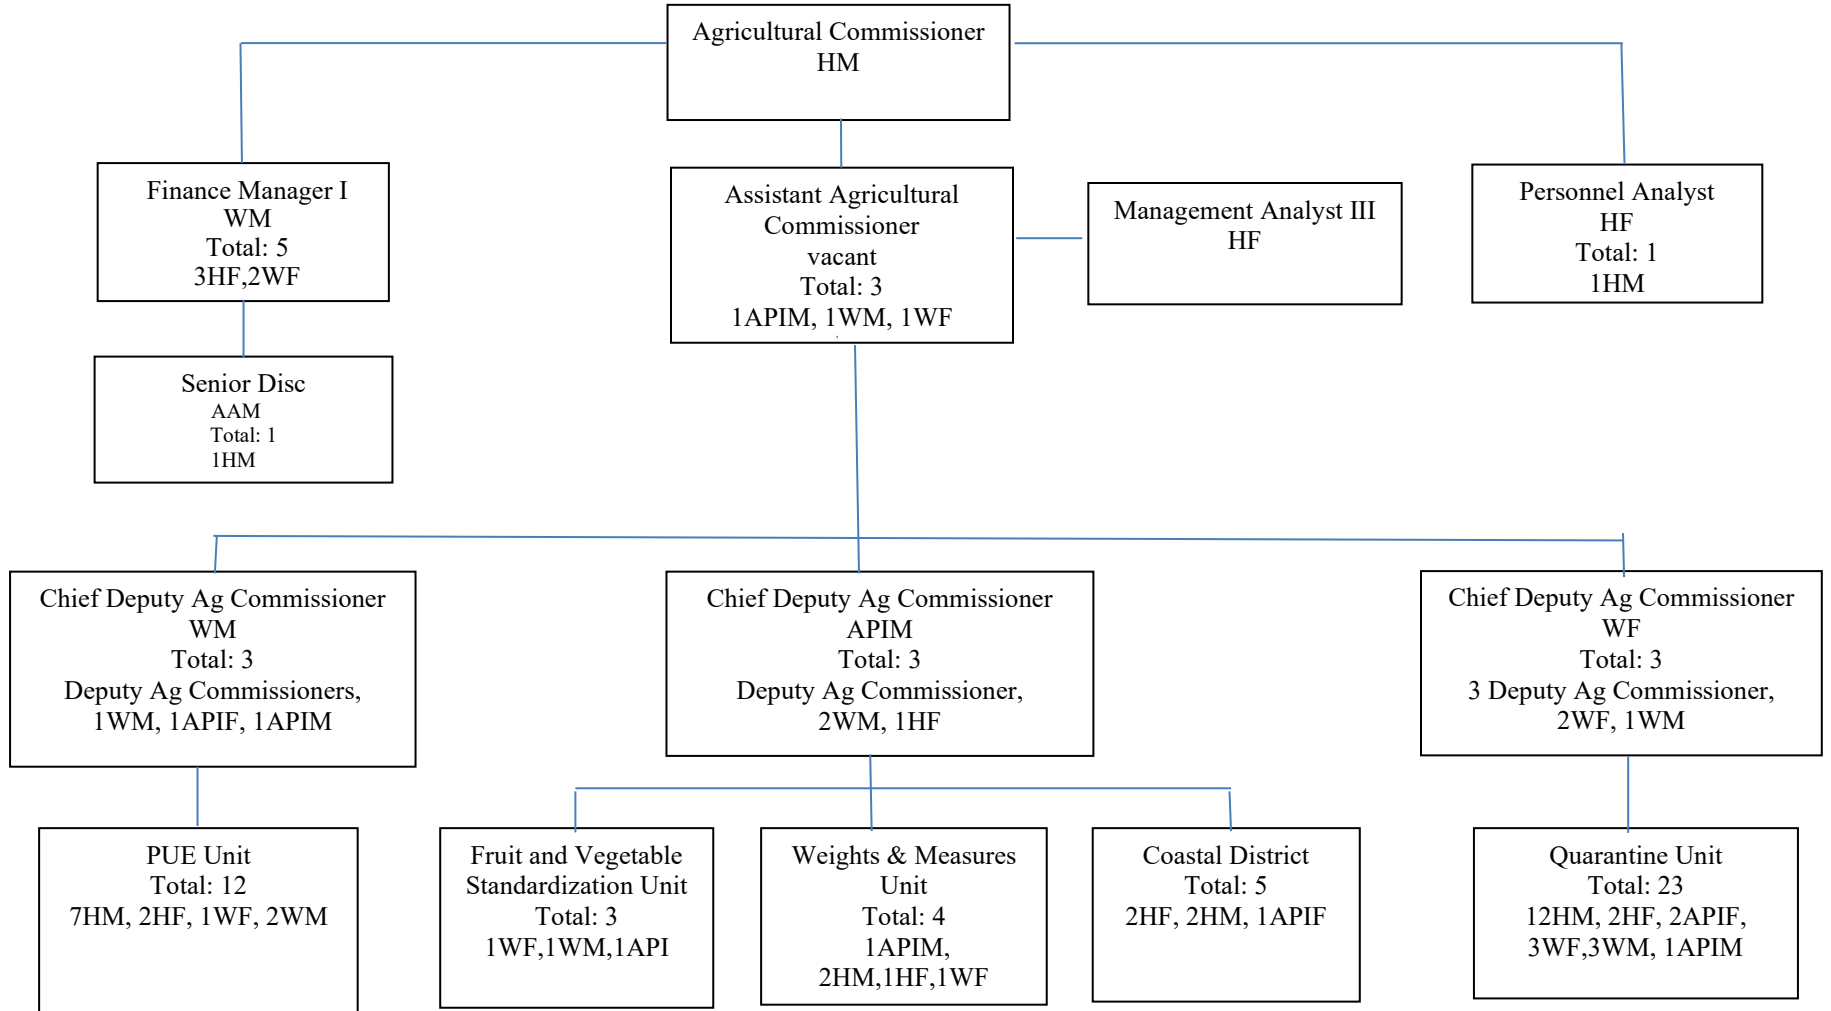 Agricultural Commissioner
HM
Finance Manager I
WM
Total: 5
3HF,2WF
Assistant Agricultural
Commissioner
vacant
Total: 3
1APIM, 1WM, 1WF
Management Analyst III
HF
Personnel Analyst
HF
Total: 1
1HM
Senior Disc
AAM
Total: 1
1HM
Chief Deputy Ag Commissioner
WM
Total: 3
Deputy Ag Commissioners,
1WM, 1APIF, 1APIM
Chief Deputy Ag Commissioner
APIM
Total: 3
Deputy Ag Commissioner,
2WM, 1HF
Chief Deputy Ag Commissioner
WF
Total: 3
3 Deputy Ag Commissioner,
2WF, 1WM
PUE Unit
Total: 12
7HM, 2HF, 1WF, 2WM
Fruit and Vegetable
Standardization Unit
Total: 3
1WF,1WM,1API
Weights & Measures
Unit
Total: 4
1APIM,
2HM,1HF,1WF
Coastal District
Total: 5
2HF, 2HM, 1APIF
Quarantine Unit
Total: 23
12HM, 2HF, 2APIF,
3WF,3WM, 1APIM